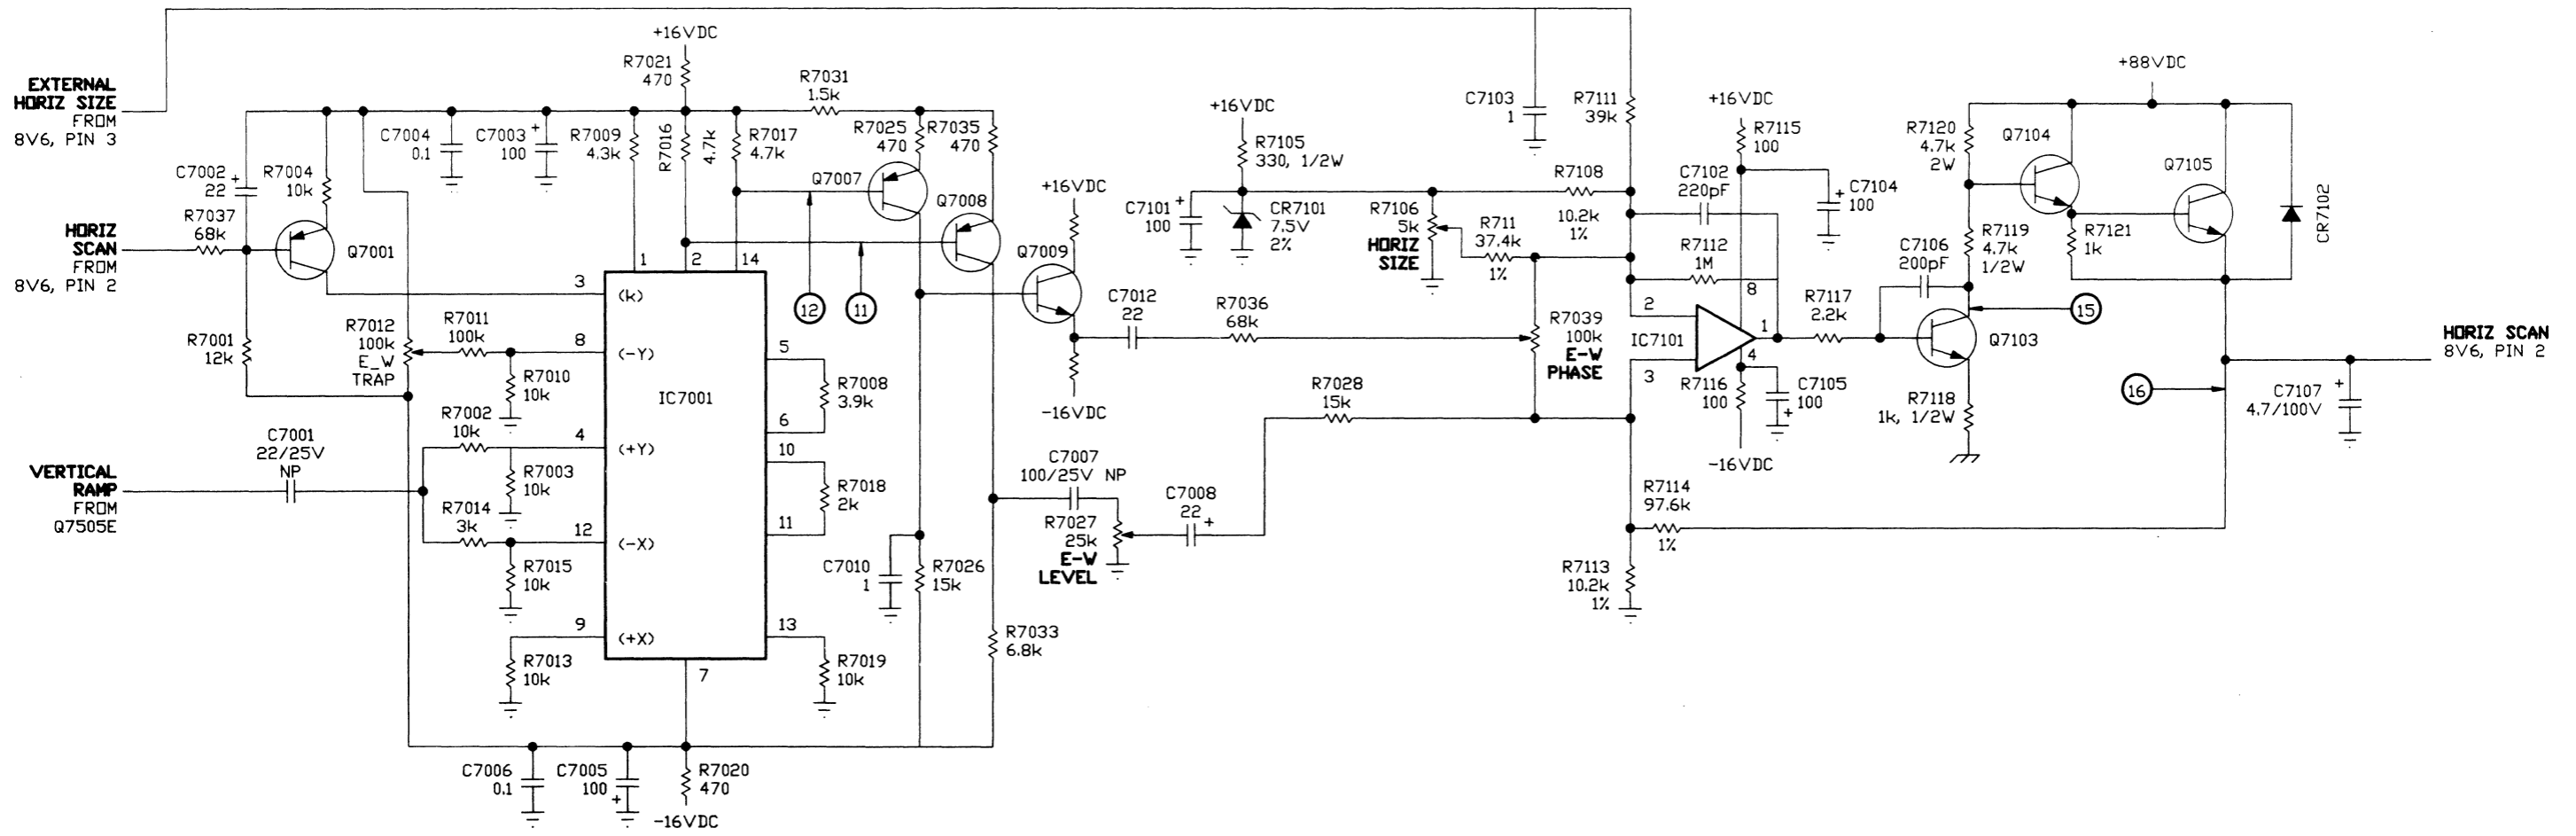 EXTERNAL
HORIZ SIZE
FROM
8V6, PIN 3
HORIZ
SCAN
FROM
8V6, PIN 2
VERTICAL
RAMP
FROM
Q7505E
C7002
22
+
R7004
10k
R7037
68k
Q7001
R7001
12k
C7001
22/25V
NP
C7004
0.1
C7003
100
+
R7009
4.3k
+16VDC
R7021
470
R7016
4.7k
R7017
4.7k
R7031
1.5k
R7025
470
R7035
470
Q7007
Q7008
12
11
R7012
100k
E_W
TRAP
R7011
100k
R7010
10k
R7002
10k
R7003
10k
R7014
3k
R7015
10k
R7013
10k
1
2
14
3
(k)
8
(-Y)
4
(+Y)
12
(-X)
9
(+X)
IC7001
5
6
10
11
13
7
R7008
3.9k
R7018
2k
R7019
10k
C7006
0.1
C7005
100
+
R7020
470
-16VDC
C7010
1
R7026
15k
R7033
6.8k
Q7009
+16VDC
-16VDC
C7012
22
R7036
68k
C7007
100/25V NP
R7027
25k
E-W
LEVEL
C7008
22
+
R7028
15k
+16VDC
R7105
330, 1/2W
C7101
100
+
CR7101
7.5V
2%
R7106
5k
HORIZ
SIZE
R711
37.4k
1%
C7103
1
R7111
39k
R7108
10.2k
1%
R7039
100k
E-W
PHASE
C7102
220pF
R7112
1M
+16VDC
R7115
100
C7104
100
+
2
3
8
1
4
IC7101
R7116
100
C7105
100
+
-16VDC
R7114
97.6k
1%
R7113
10.2k
1%
R7117
2.2k
C7106
200pF
Q7103
R7118
1k, 1/2W
R7120
4.7k
2W
R7119
4.7k
1/2W
Q7104
R7121
1k
Q7105
+88VDC
CR7102
15
16
C7107
4.7/100V
+
HORIZ SCAN
8V6, PIN 2